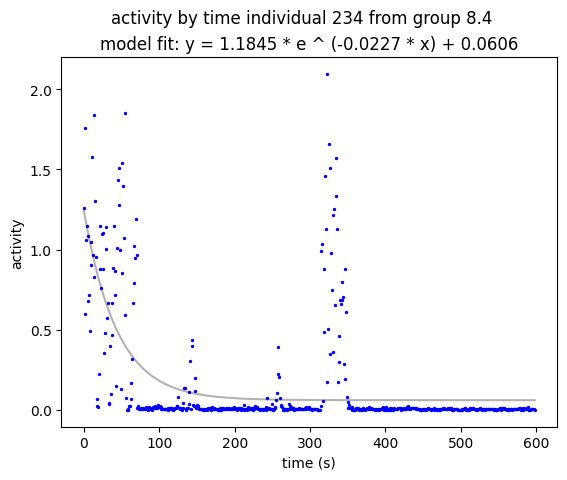 activity by time individual 234 from group 8.4
model fit: y = 1.1845 * e ^ (-0.0227 * x) + 0.0606
2.0
1.5
1.0
0.5
0.0
activity
0 100 200 300 400 500 600
time (s)